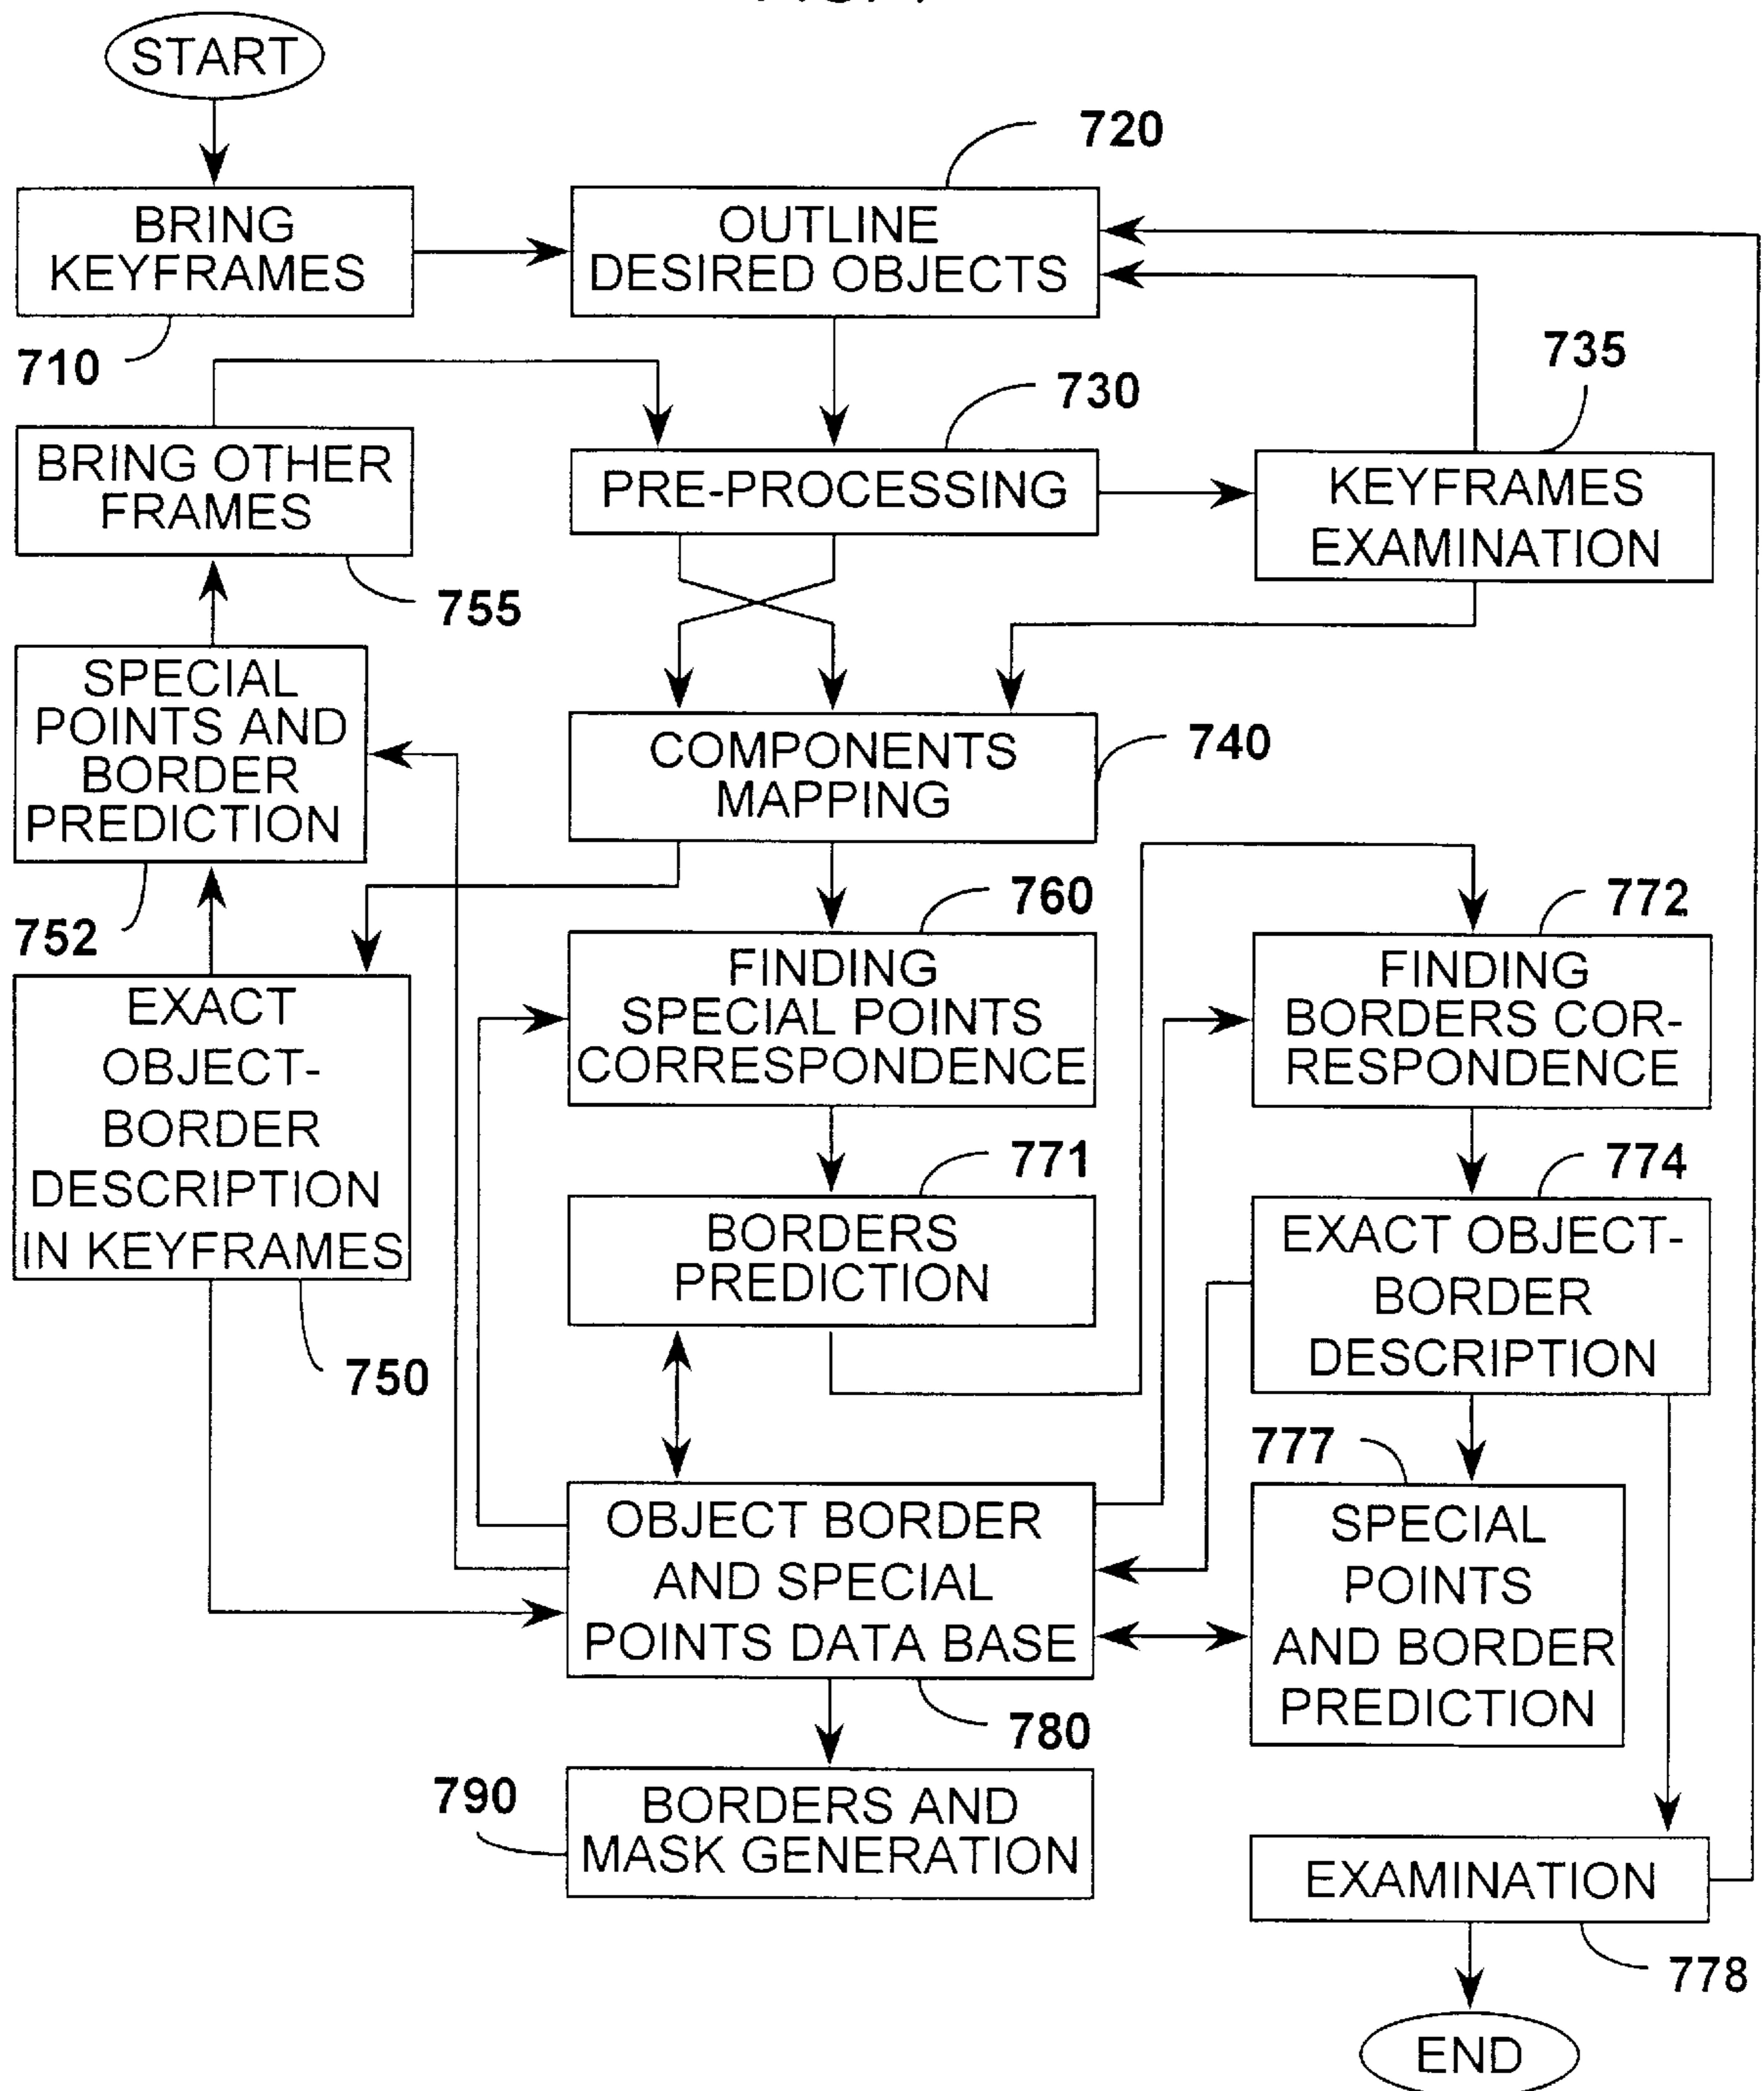 START
720
BRING
KEYFRAMES
OUTLINE
DESIRED OBJECTS
710
735
730
BRING OTHER
FRAMES
PRE-PROCESSING
KEYFRAMES
EXAMINATION
755
SPECIAL
POINTS AND
BORDER
PREDICTION
COMPONENTS
MAPPING
740
752
760
772
EXACT
OBJECT-
BORDER
DESCRIPTION
IN KEYFRAMES
FINDING
SPECIAL POINTS
CORRESPONDENCE
FINDING
BORDERS COR-
RESPONDENCE
771
774
BORDERS
PREDICTION
EXACT OBJECT-
BORDER
DESCRIPTION
750
777
OBJECT BORDER
AND SPECIAL
POINTS DATA BASE
SPECIAL
POINTS
AND BORDER
PREDICTION
780
790
BORDERS AND
MASK GENERATION
EXAMINATION
778
END